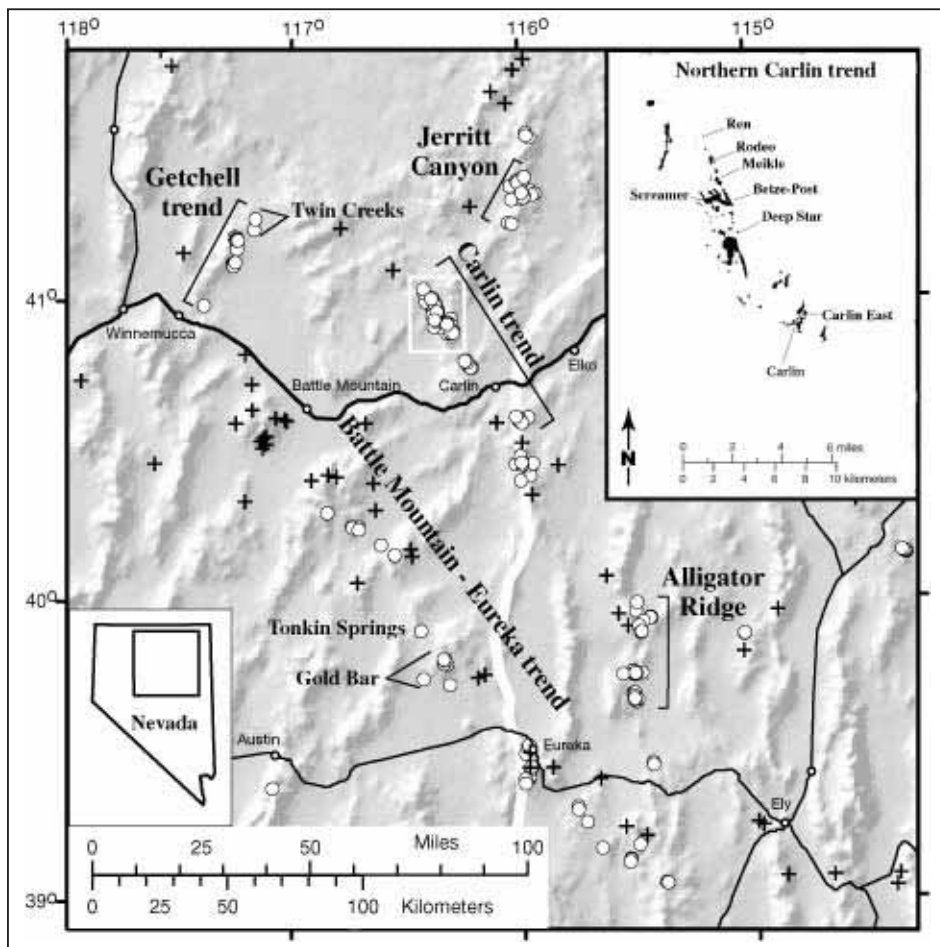 118° 117° 116° 115°
Northern Carlin trend
Ren
Rodeo
Meikle
Screamer
Betze-Post
Deep Star
Carlin East
Carlin
N
0 2 4 6 miles
0 2 4 6 8 10 kilometers
Jerritt
Canyon
Getchell
trend
Twin Creeks
Carlin trend
41°
Winnemucca
Battle Mountain
Carlin
Elko
Battle Mountain - Eureka trend
40°
Alligator
Ridge
Tonkin Springs
Gold Bar
Nevada
Austin
Eureka
Ely
0 25 50 Miles 100
0 25 50 100 Kilometers
39°